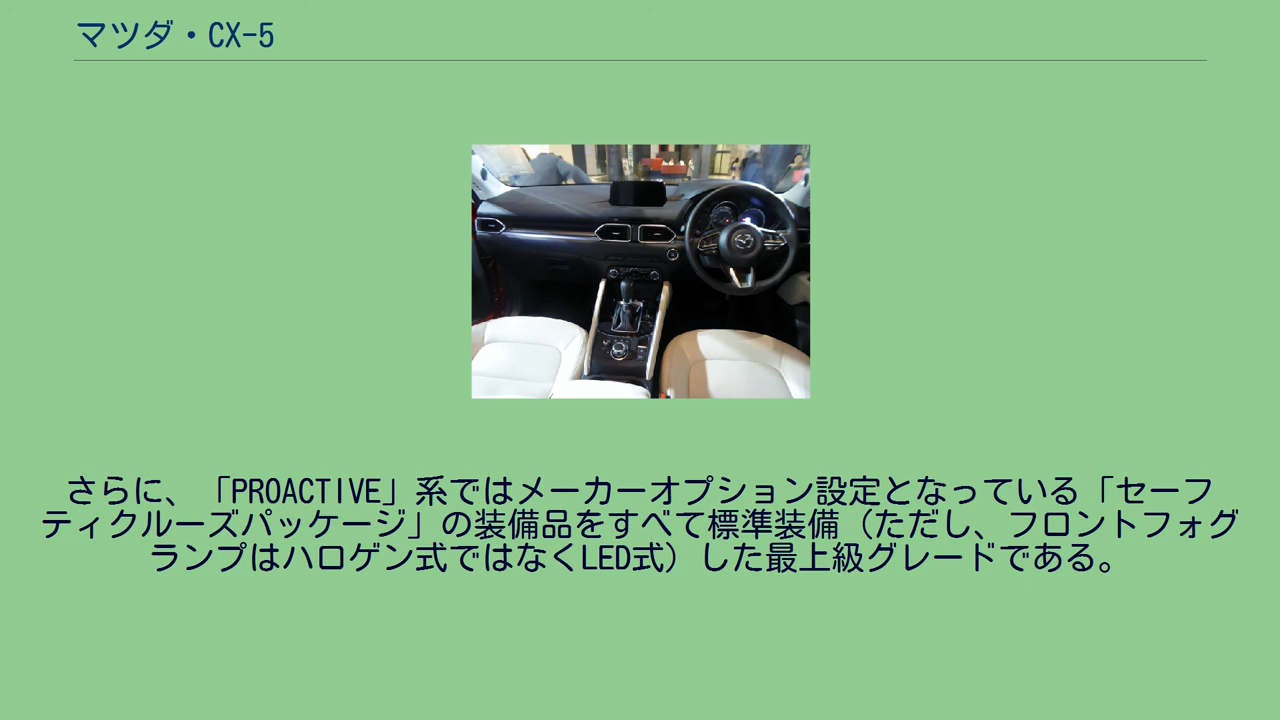 マツダ・CX-5
さらに、「PROACTIVE」系ではメーカーオプション設定となっている「セーフ
ティクルーズパッケージ」の装備品をすべて標準装備（ただし、フロントフォグ
ランプはハロゲン式ではなくLED式）した最上級グレードである。